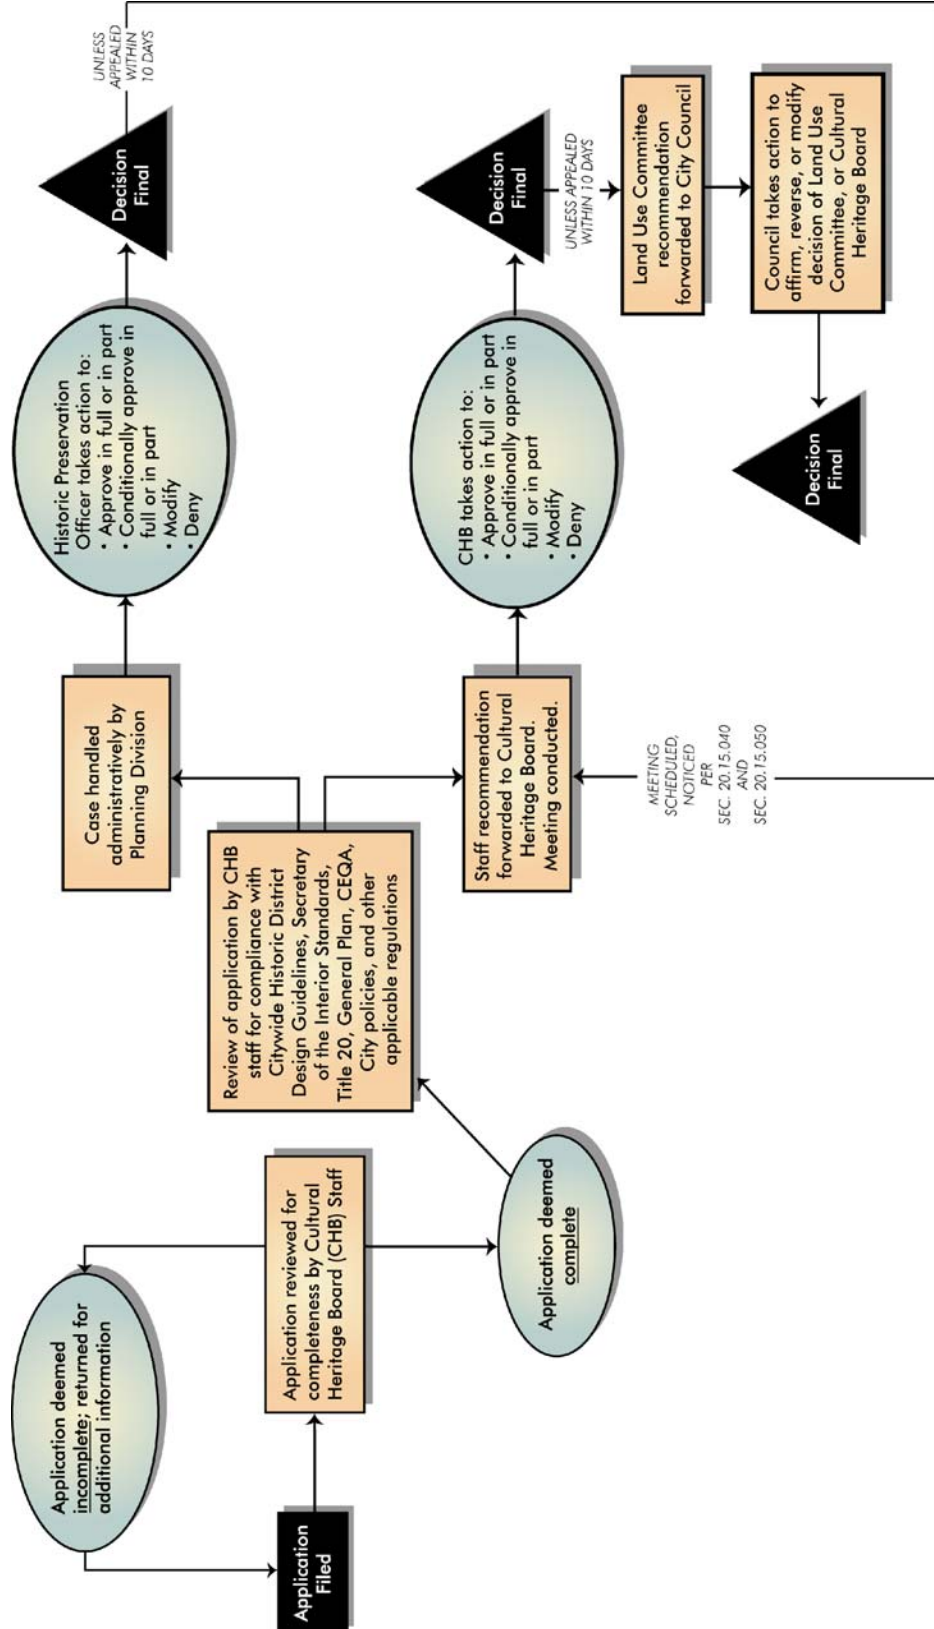 Application
Filed
Application deemed
incomplete; returned for
additional information
Application reviewed for
completeness by Cultural
Heritage Board (CHB) Staff
Application deemed
complete
Review of application by CHB
staff for compliance with
Citywide Historic District
Design Guidelines, Secretary
of the Interior Standards,
Title 20, General Plan, CEQA,
City policies, and other
applicable regulations
Case handled
administratively by
Planning Division
Historic Preservation
Officer takes action to:
• Approve in full or in part
• Conditionally approve in
full or in part
• Modify
• Deny
Decision
Final
UNLESS
APPEALED
WITHIN
10 DAYS
MEETING
SCHEDULED,
NOTICED
PER
SEC. 20.15.040
AND
SEC. 20.15.050
Staff recommendation
forwarded to Cultural
Heritage Board.
Meeting conducted.
CHB takes action to:
• Approve in full or in part
• Conditionally approve in
full or in part
• Modify
• Deny
Decision
Final
UNLESS APPEALED
WITHIN 10 DAYS
Land Use Committee
recommendation
forwarded to City Council
Council takes action to
affirm, reverse, or modify
decision of Land Use
Committee, or Cultural
Heritage Board
Decision
Final